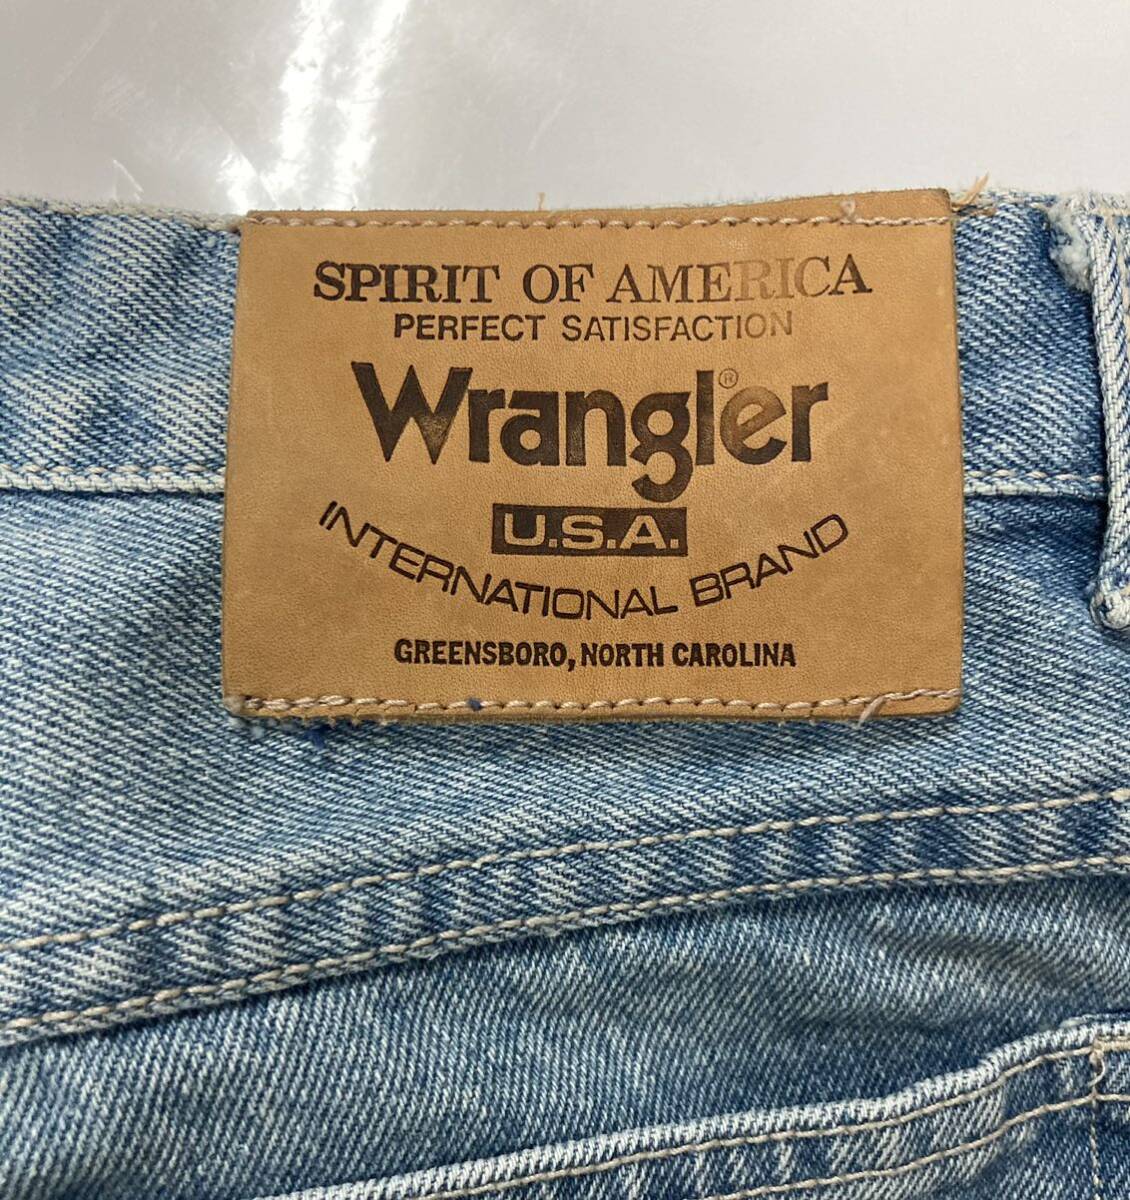 SPIRIT OF AMERICA
PERFECT SATISFACTION
Wrangler®
U.S.A.
INTERNATIONAL BRAND
GREENSBORO, NORTH CAROLINA